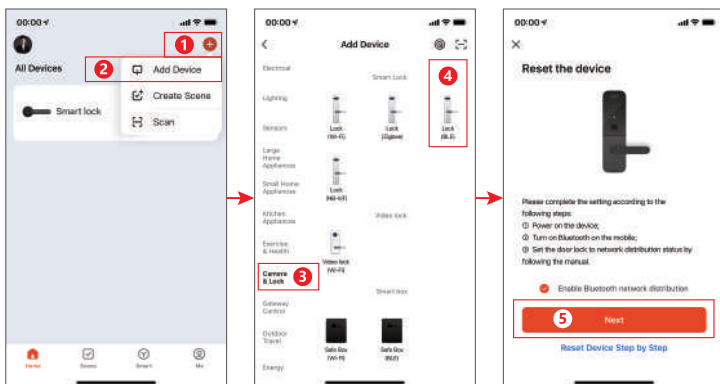 00:00
1
All Devices
2
Add Device
Create Scene
Scan
Smart lock
Home
Scene
Smart
Me
00:00
Add Device
Electrical
Lighting
Sensors
Large
Home
Appliances
Small Home
Appliances
Kitchen
Appliances
Exercise
& Health
Camera
& Lock
3
Gateway
Control
Outdoor
Travel
Energy
Smart Lock
4
Lock
(Wi-Fi)
Lock
(Zigbee)
Lock
(BLE)
Lock
(NB-IoT)
Video lock
Video lock
(Wi-Fi)
Smart box
Safe Box
(Wi-Fi)
Safe Box
(BLE)
00:00
Reset the device
Please complete the setting according to the
following steps:
① Power on the device;
② Turn on Bluetooth on the mobile;
③ Set the door lock to network distribution status by
following the manual.
Enable Bluetooth network distribution
5
Next
Reset Device Step by Step